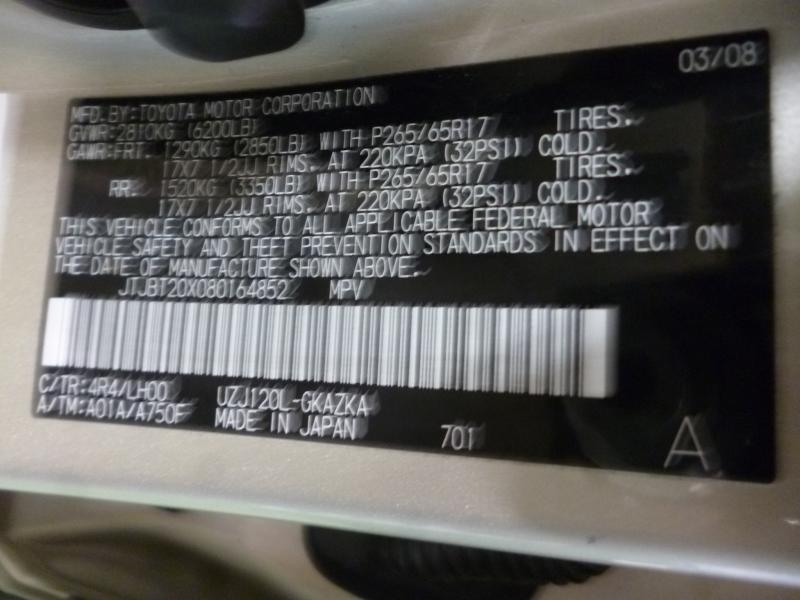 03/08
MFD. BY: TOYOTA MOTOR CORPORATION
GVWR: 2810KG (6200LB)
GAWR: FRT. 1290KG (2850LB) WITH P265/65R17 TIRES.
17X7 1/2JJ RIMS. AT 220KPA (32PSI) COLD.
RR. 1520KG (3350LB) WITH P265/65R17 TIRES.
17X7 1/2JJ RIMS. AT 220KPA (32PSI) COLD.
THIS VEHICLE CONFORMS TO ALL APPLICABLE FEDERAL MOTOR
VEHICLE SAFETY AND THEFT PREVENTION STANDARDS IN EFFECT ON
THE DATE OF MANUFACTURE SHOWN ABOVE.
JTJBT20X080164852 MPV
C/TR: 4R4/LH00 UZJ120L-GKAZKA
A/TM: A01A/A750F MADE IN JAPAN 701 A